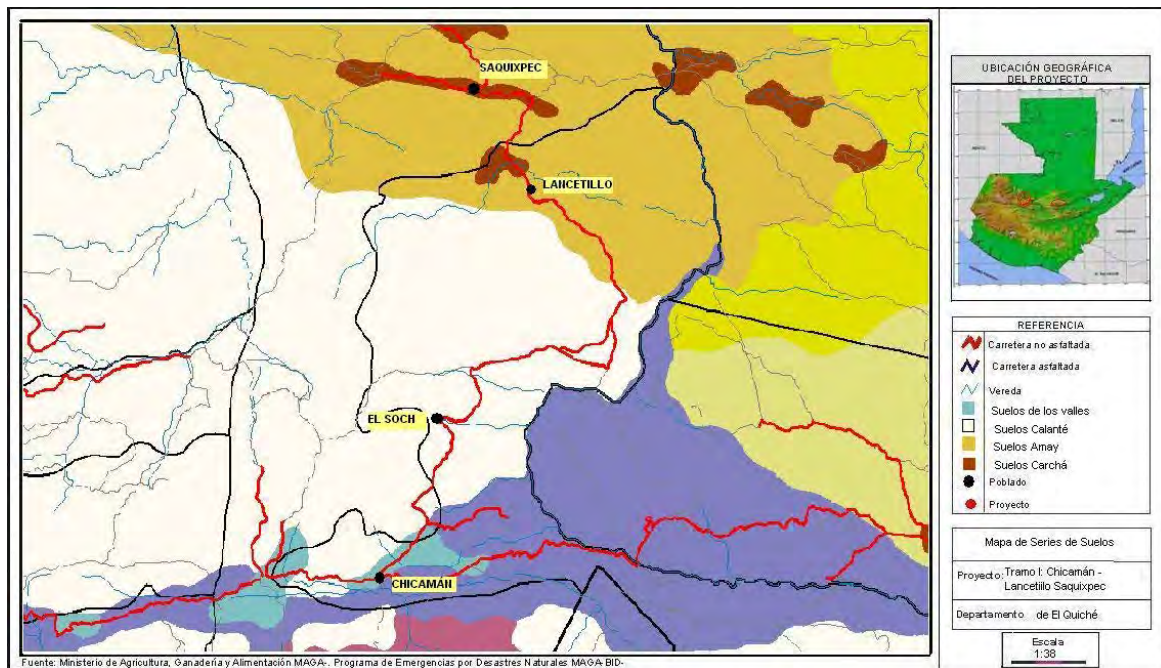 SAQUIXPEC
LANCETILLO
EL SOCH
CHICAMÁN
UBICACIÓN GEOGRÁFICA
DEL PROYECTO
REFERENCIA
Carretera no asfaltada
Carretera asfaltada
Vereda
Suelos de los valles
Suelos Calanté
Suelos Amay
Suelos Carchá
Poblado
Proyecto
Mapa de Series de Suelos
Proyecto: Tramo I: Chicamán -
Lancetiilo Saquixpec
Departamento de El Quiché
Escala
1:38
Fuente: Ministerio de Agricultura, Ganadería y Alimentación MAGA-. Programa de Emergencias por Desastres Naturales MAGA-BID-